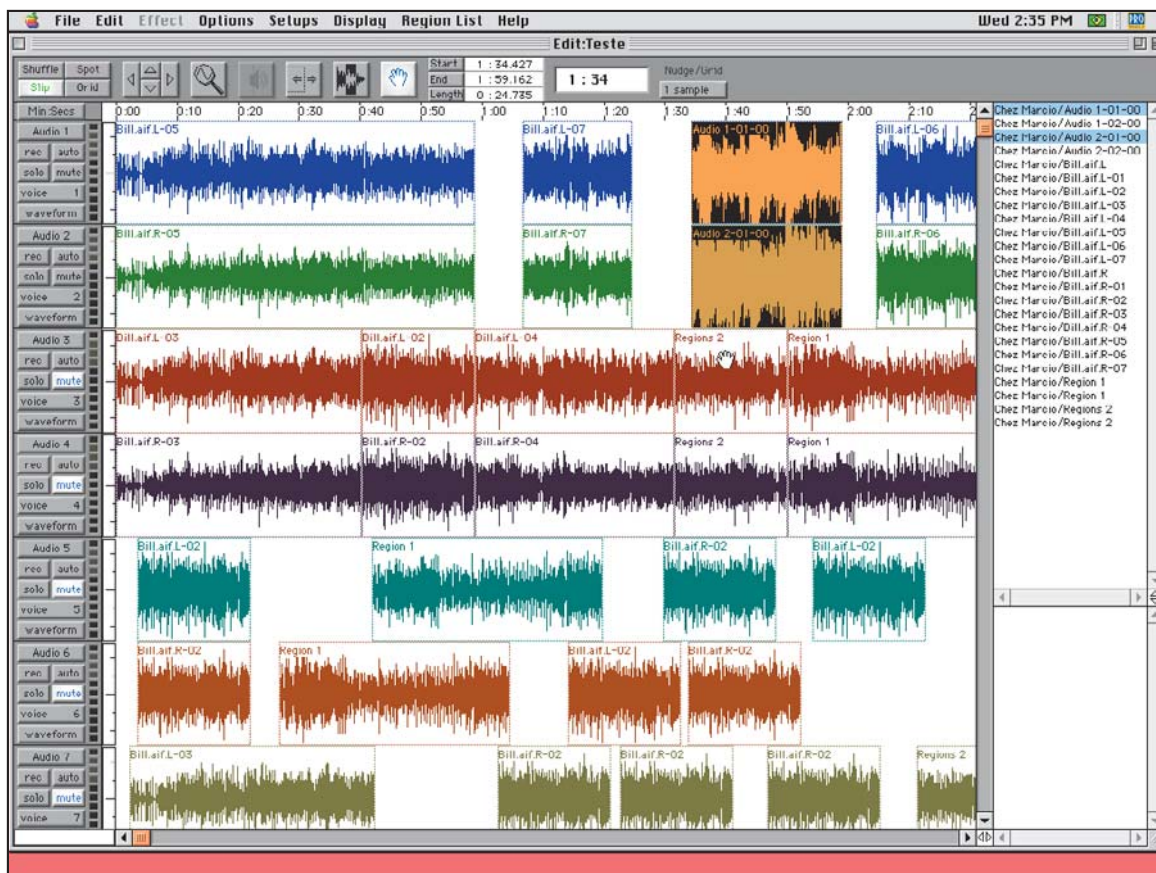 File Edit Effect Options Setups Display Region List Help Wed 2:35 PM
Edit:Teste
Shuffle Spot
Slip Grid
Start 1 : 34.427
End 1 : 59.162
Length 0 : 24.735
1 : 34
Nudge/Grid
1 sample
Min:Secs 0:00 0:10 0:20 0:30 0:40 0:50 1:00 1:10 1:20 1:30 1:40 1:50 2:00 2:10 2
Audio 1
rec auto
solo mute
voice 1
waveform
Bill.aif.L-05 Bill.aif.L-07 Audio 1-01-00 Bill.aif.L-06
Audio 2
rec auto
solo mute
voice 2
waveform
Bill.aif.R-05 Bill.aif.R-07 Audio 2-01-00 Bill.aif.R-06
Audio 3
rec auto
solo mute
voice 3
waveform
Bill.aif.L-03 Bill.aif.L-02 Bill.aif.L-04 Regions 2 Region 1
Audio 4
rec auto
solo mute
voice 4
waveform
Bill.aif.R-03 Bill.aif.R-02 Bill.aif.R-04 Regions 2 Region 1
Audio 5
rec auto
solo mute
voice 5
waveform
Bill.aif.L-02 Region 1 Bill.aif.R-02 Bill.aif.L-02
Audio 6
rec auto
solo mute
voice 6
waveform
Bill.aif.R-02 Region 1 Bill.aif.L-02 Bill.aif.R-02
Audio 7
rec auto
solo mute
voice 7
Bill.aif.L-03 Bill.aif.R-02 Bill.aif.R-02 Bill.aif.R-02 Regions 2
Chez Marcio/Audio 1-01-00
Chez Marcio/Audio 1-02-00
Chez Marcio/Audio 2-01-00
Chez Marcio/Audio 2-02-00
Chez Marcio/Bill.aif.L
Chez Marcio/Bill.aif.L-01
Chez Marcio/Bill.aif.L-02
Chez Marcio/Bill.aif.L-03
Chez Marcio/Bill.aif.L-04
Chez Marcio/Bill.aif.L-05
Chez Marcio/Bill.aif.L-06
Chez Marcio/Bill.aif.L-07
Chez Marcio/Bill.aif.R
Chez Marcio/Bill.aif.R-01
Chez Marcio/Bill.aif.R-02
Chez Marcio/Bill.aif.R-03
Chez Marcio/Bill.aif.R-04
Chez Marcio/Bill.aif.R-05
Chez Marcio/Bill.aif.R-06
Chez Marcio/Bill.aif.R-07
Chez Marcio/Region 1
Chez Marcio/Region 1
Chez Marcio/Regions 2
Chez Marcio/Regions 2